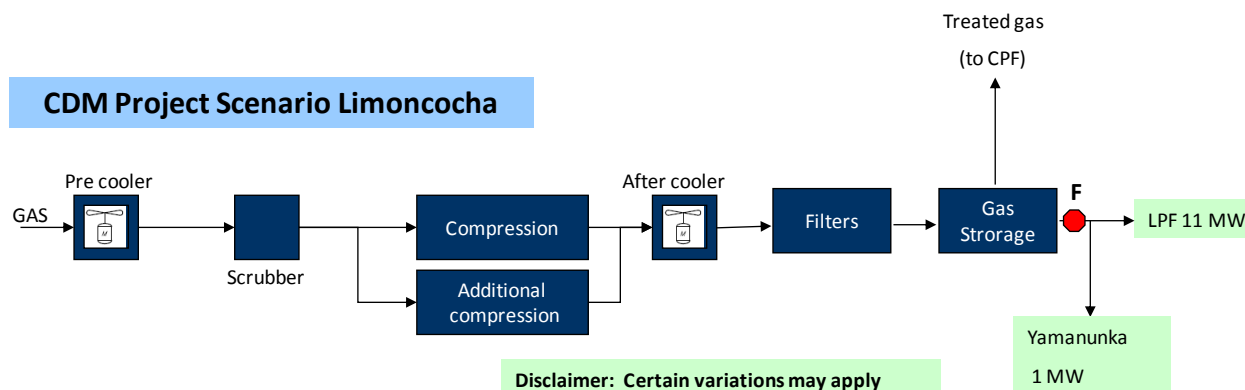 Treated gas
(to CPF)
CDM Project Scenario Limoncocha
Pre cooler
After cooler
F
GAS
M
Scrubber
Compression
M
Filters
Gas
Strorage
LPF 11 MW
Additional
compression
Yamanunka
1 MW
Disclaimer: Certain variations may apply